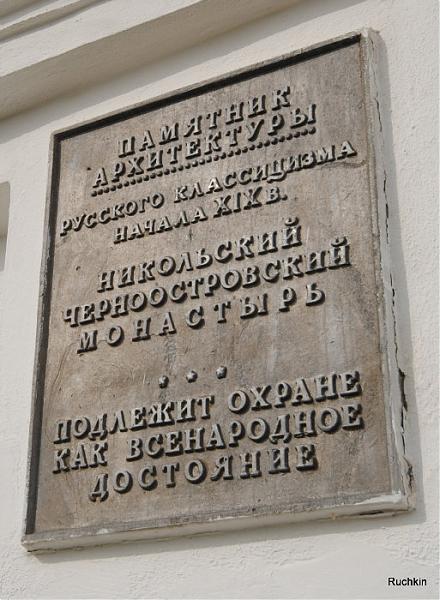 ПАМЯТНИК
АРХИТЕКТУРЫ
РУССКОГО КЛАССИЦИЗМА
НАЧАЛА XIX В.
НИКОЛЬСКИЙ
ЧЕРНООСТРОВСКИЙ
МОНАСТЫРЬ
* * *
ПОДЛЕЖИТ ОХРАНЕ
КАК ВСЕНАРОДНОЕ
ДОСТОЯНИЕ
Ruchkin